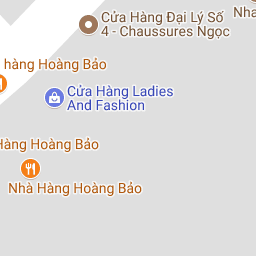 Nha
Cửa Hàng Đại Lý Số
4 - Chaussures Ngọc
hàng Hoàng Bảo
Cửa Hàng Ladies
And Fashion
Hàng Hoàng Bảo
Nhà Hàng Hoàng Bảo